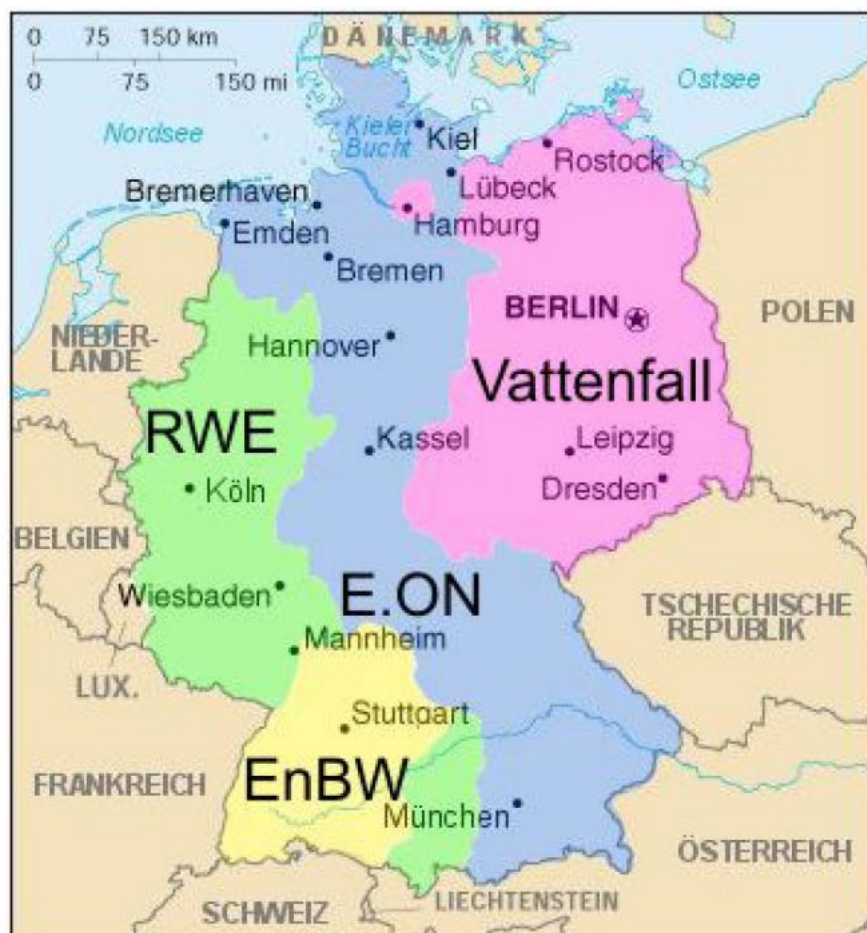 DÄNEMARK
0 75 150 km
0 75 150 mi
Ostsee
Nordsee
Kieler
Bucht
Kiel
Rostock
Lübeck
Bremerhaven
Hamburg
Emden
Bremen
BERLIN
POLEN
NIEDER-
LANDE
Hannover
Vattenfall
RWE
Kassel
Leipzig
Köln
Dresden
BELGIEN
Wiesbaden
E.ON
TSCHECHISCHE
REPUBLIK
Mannheim
LUX.
Stuttgart
FRANKREICH
EnBW
München
ÖSTERREICH
LIECHTENSTEIN
SCHWEIZ